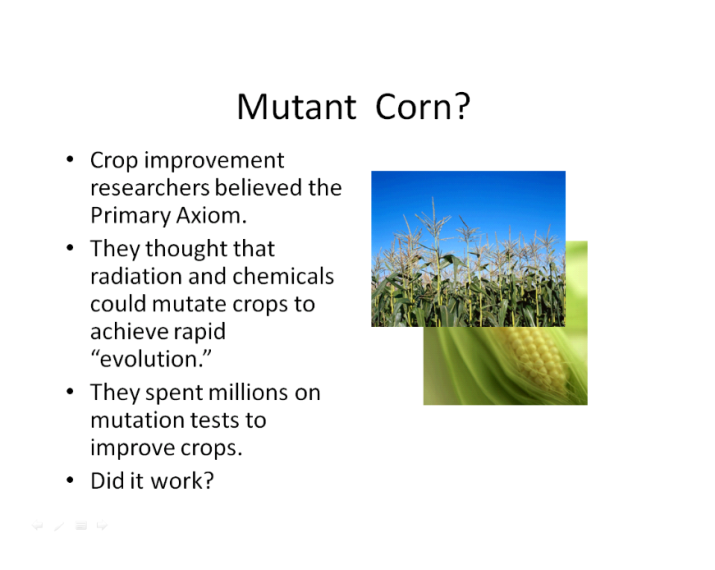 Mutant Corn?
• Crop improvement
researchers believed the
Primary Axiom.
• They thought that
radiation and chemicals
could mutate crops to
achieve rapid
“evolution.”
• They spent millions on
mutation tests to
improve crops.
• Did it work?